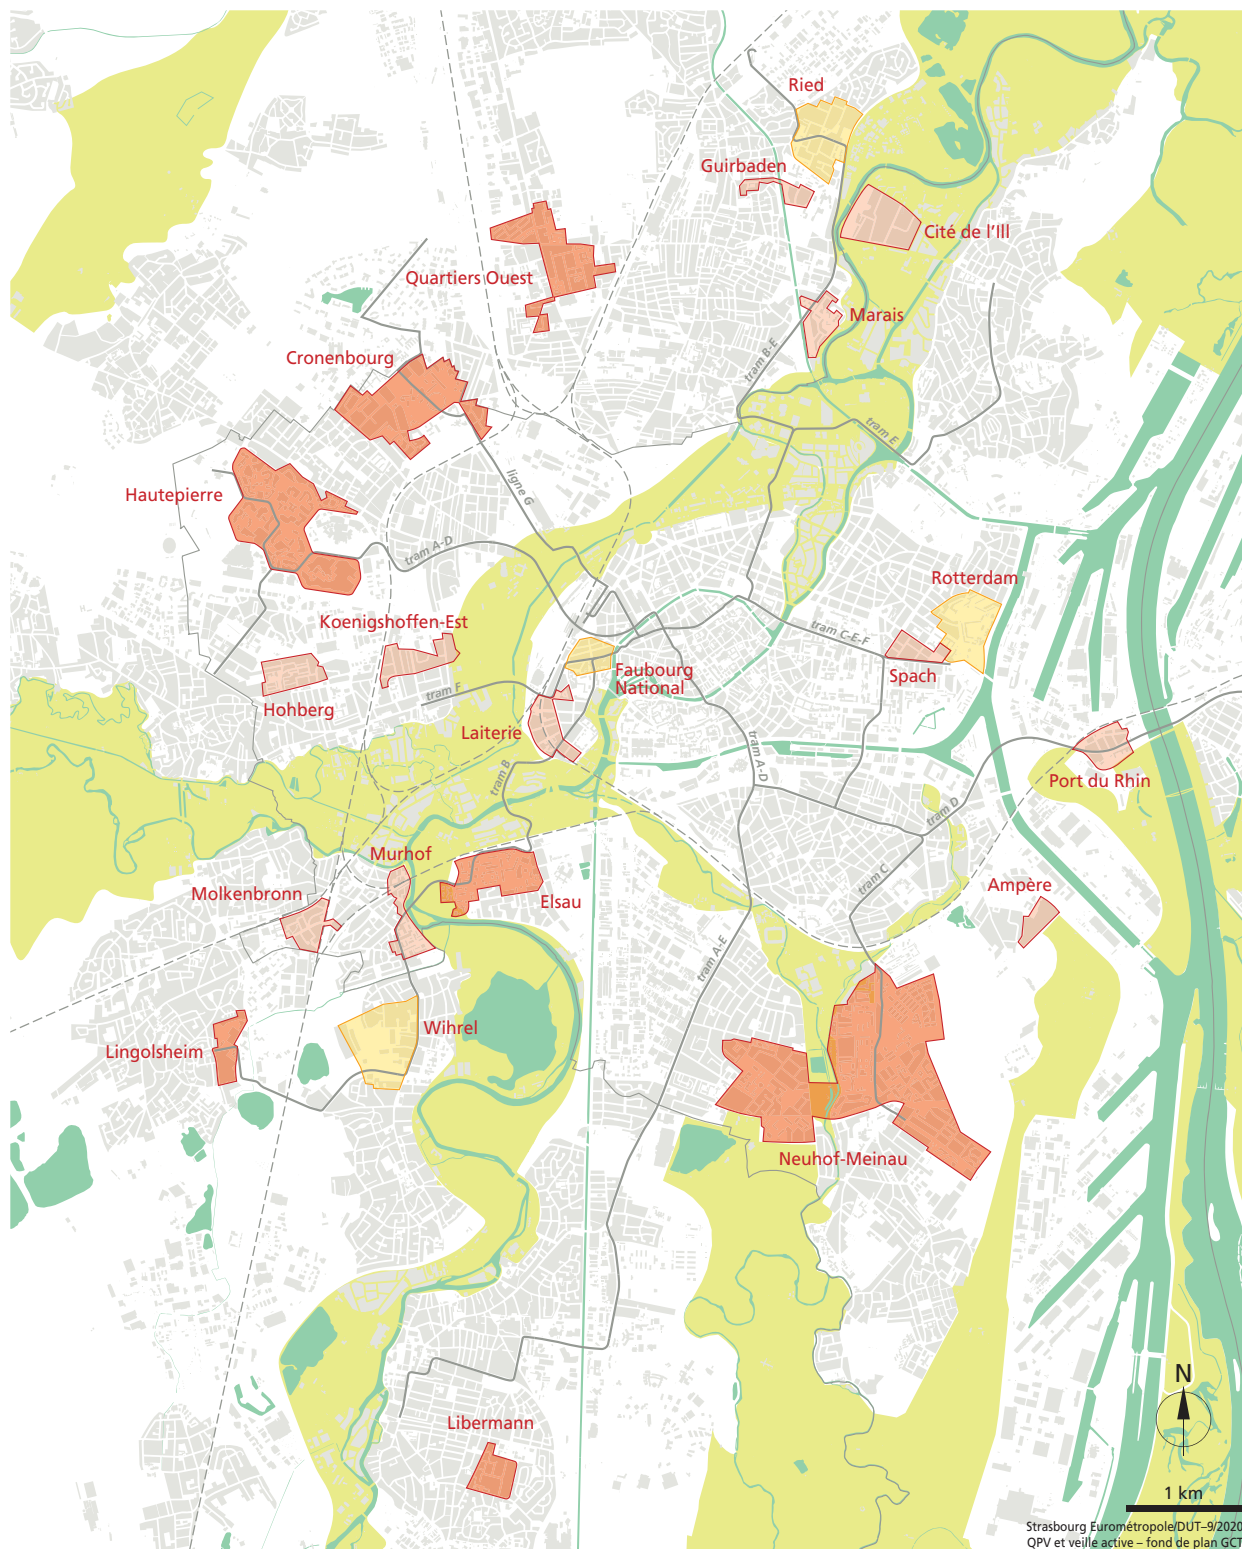 Ried
Guirbaden
Cité de l'Ill
Quartiers Ouest
Marais
tram B-E
Cronenbourg
tram E
ligne G
Hautepierre
tram A-D
Rotterdam
Koenigshoffen-Est
tram C-E-F
Faubourg
National
Spach
tram F
Hohberg
Laiterie
tram A-D
tram B
Port du Rhin
tram D
Murhof
tram C
Molkenbronn
Elsau
Ampère
tram A-E
Wihrel
Lingolsheim
Neuhof-Meinau
N
Libermann
1 km
Strasbourg Eurométropole/DUT–9/2020
QPV et veille active – fond de plan GCT